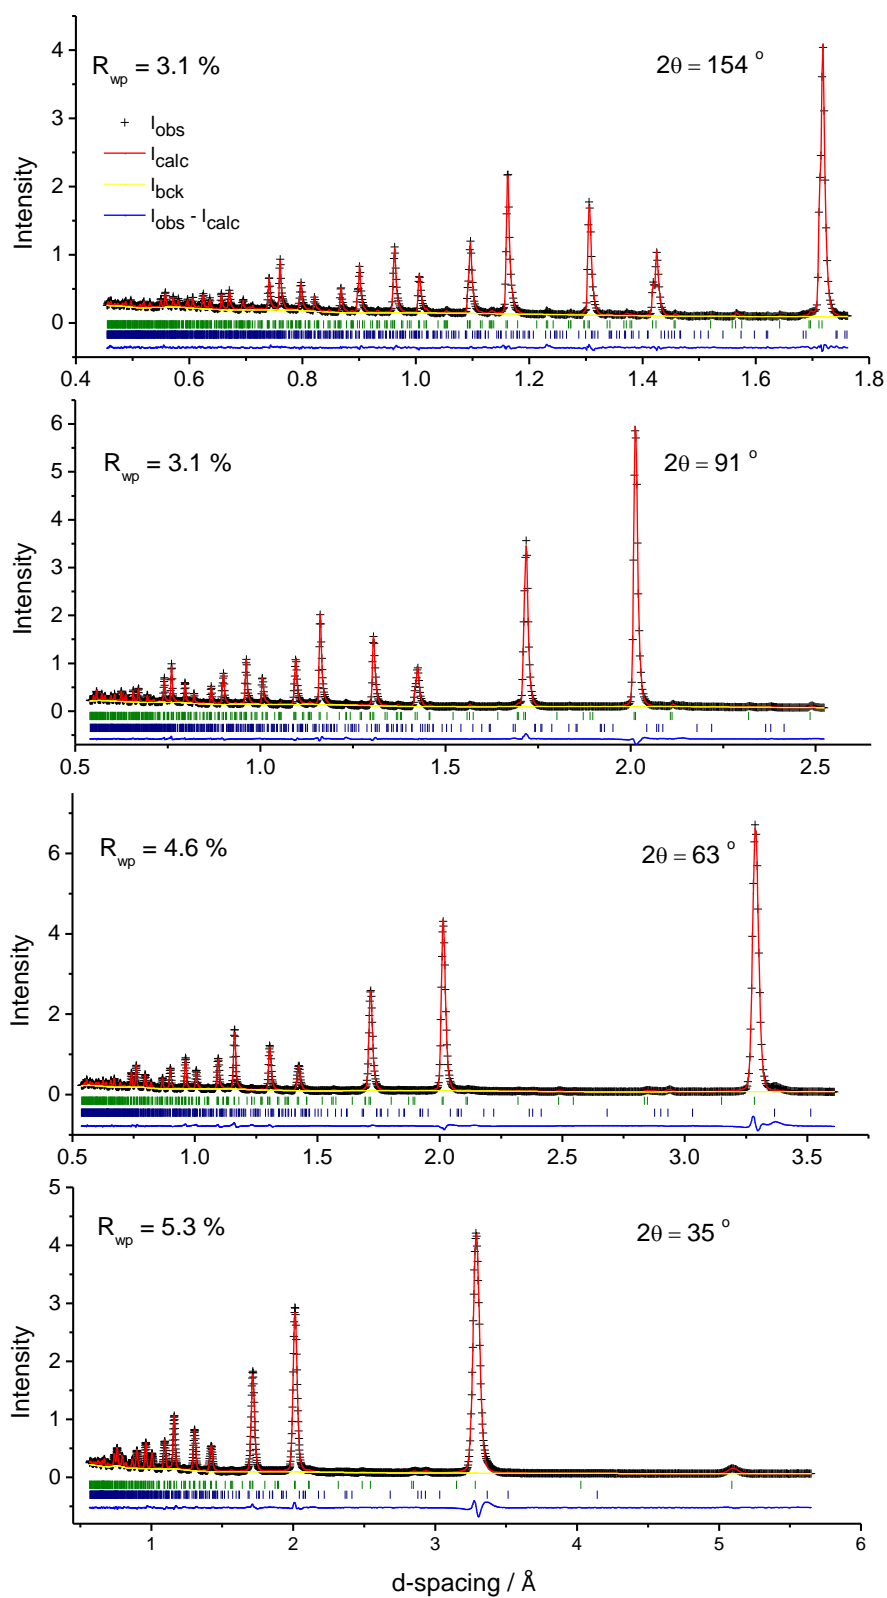 R_wp = 3.1 %
2θ = 154 °
I_obs
I_calc
I_bck
I_obs - I_calc
Intensity
4
3
2
1
0
0.4 0.6 0.8 1.0 1.2 1.4 1.6 1.8
R_wp = 3.1 %
2θ = 91 °
Intensity
6
5
4
3
2
1
0
0.5 1.0 1.5 2.0 2.5
R_wp = 4.6 %
2θ = 63 °
Intensity
6
4
2
0
0.5 1.0 1.5 2.0 2.5 3.0 3.5
R_wp = 5.3 %
2θ = 35 °
Intensity
5
4
3
2
1
0
1 2 3 4 5 6
d-spacing / Å